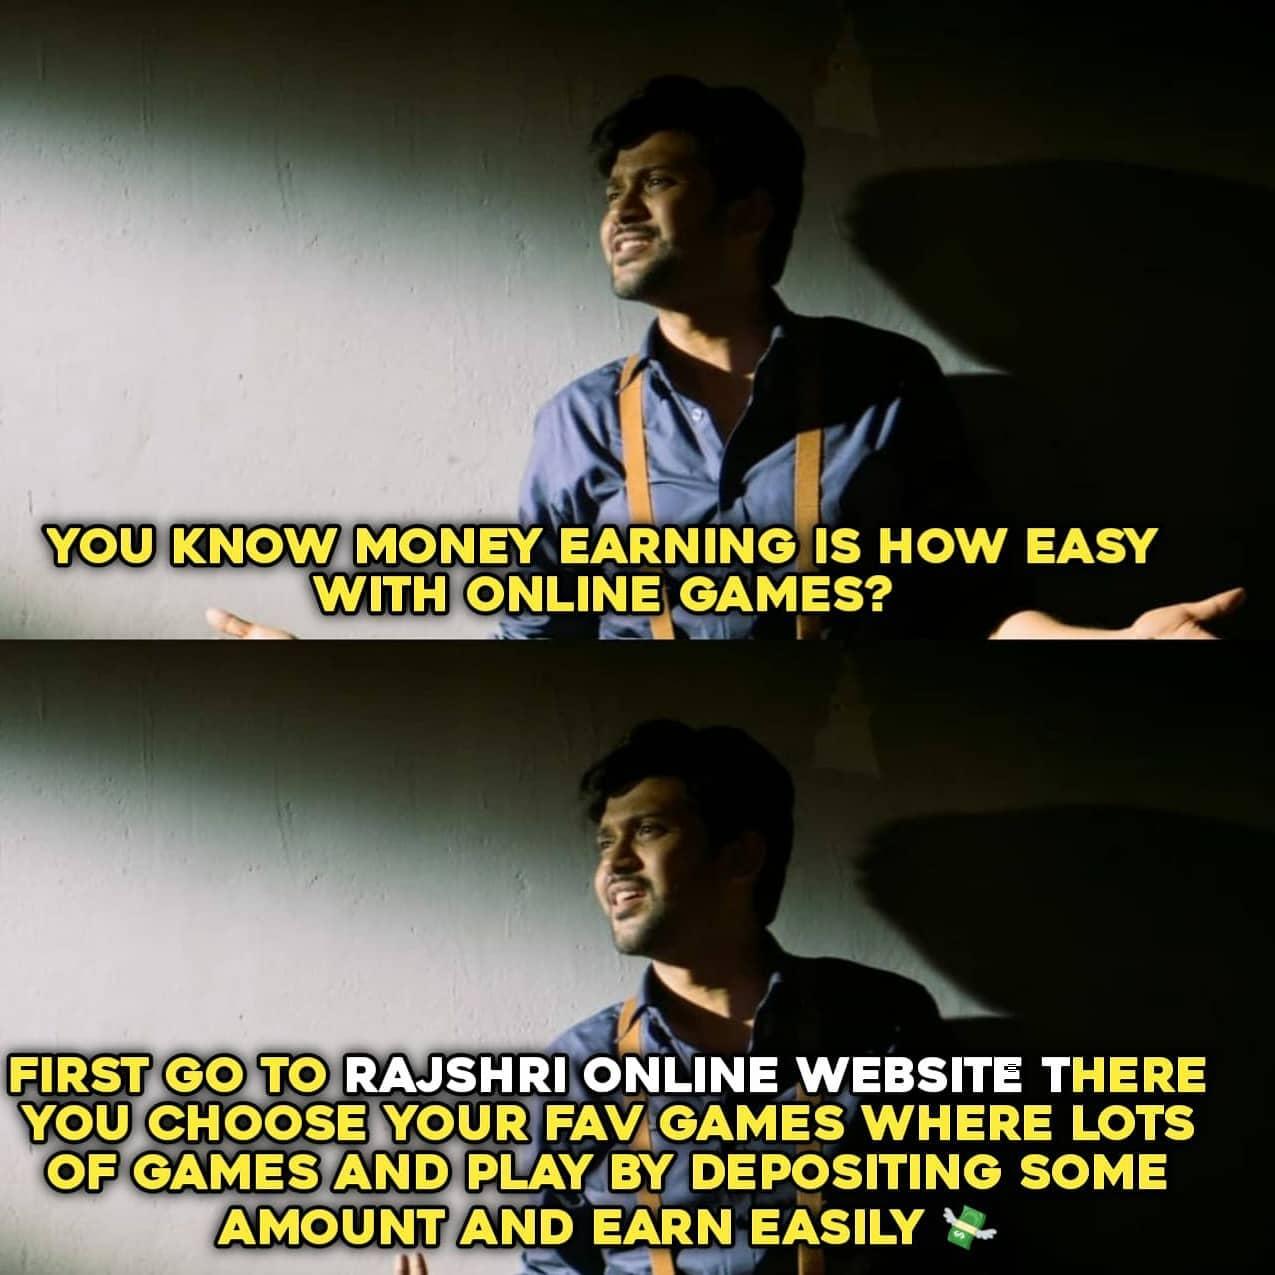 YOU KNOW MONEY EARNING IS HOW EASY
WITH ONLINE GAMES?
FIRST GO TO RAJSHRI ONLINE WEBSITE THERE
YOU CHOOSE YOUR FAV GAMES WHERE LOTS
OF GAMES AND PLAY BY DEPOSITING SOME
AMOUNT AND EARN EASILY 💸